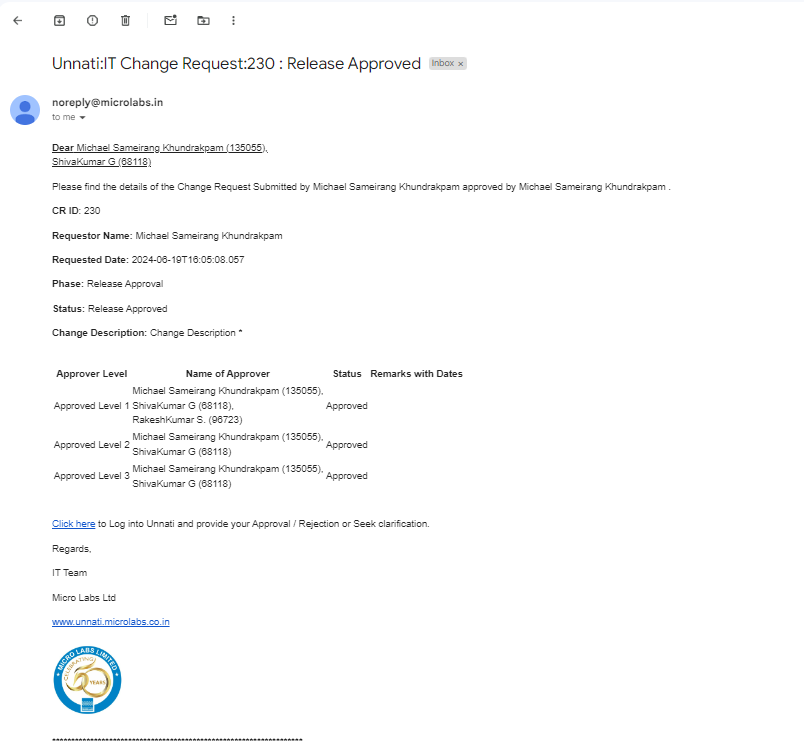 Unnati:IT Change Request:230 : Release Approved Inbox ×
noreply@microlabs.in
to me
Dear Michael Sameirang Khundrakpam (135055),
ShivaKumar G (68118)
Please find the details of the Change Request Submitted by Michael Sameirang Khundrakpam approved by Michael Sameirang Khundrakpam .
CR ID: 230
Requestor Name: Michael Sameirang Khundrakpam
Requested Date: 2024-06-19T16:05:08.057
Phase: Release Approval
Status: Release Approved
Change Description: Change Description *
Approver Level Name of Approver Status Remarks with Dates
Michael Sameirang Khundrakpam (135055),
Approved Level 1 ShivaKumar G (68118), Approved
RakeshKumar S. (96723)
Michael Sameirang Khundrakpam (135055),
Approved Level 2 Approved
ShivaKumar G (68118)
Michael Sameirang Khundrakpam (135055),
Approved Level 3 Approved
ShivaKumar G (68118)
Click here to Log into Unnati and provide your Approval / Rejection or Seek clarification.
Regards,
IT Team
Micro Labs Ltd
www.unnati.microlabs.co.in
MICRO LABS LIMITED
CELEBRATING
50 YEARS